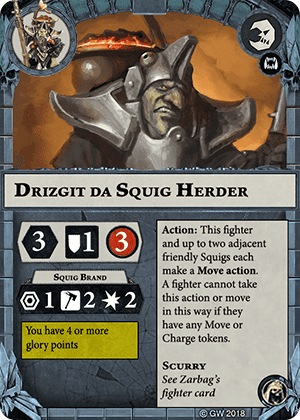 DRIZGIT DA SQUIG HERDER
3
1
3
SQUIG BRAND
1
2
2
You have 4 or more
glory points
Action: This fighter
and up to two adjacent
friendly Squigs each
make a Move action.
A fighter cannot take
this action or move
in this way if they
have any Move or
Charge tokens.
SCURRY
See Zarbag's
fighter card
© GW 2018